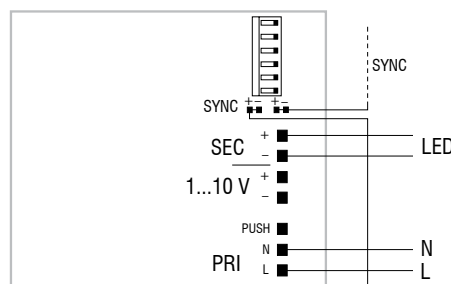 SYNC
+ - + -
SYNC
+
SEC
LED
-
+
1...10 V
-
PUSH
N N
PRI
L L